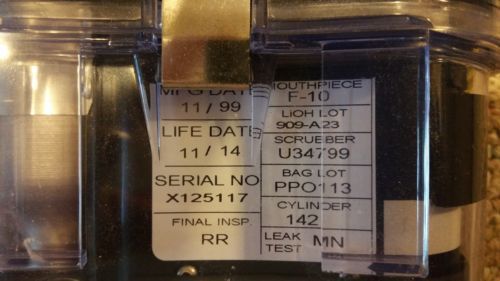 MFG DATE
11 / 99
LIFE DATE
11 / 14
SERIAL NO
X125117
FINAL INSP.
RR
MOUTHPIECE
F-10
LiOH LOT
909-A23
SCRUBBER
U34799
BAG LOT
PPO113
CYLINDER
142
LEAK TEST MN